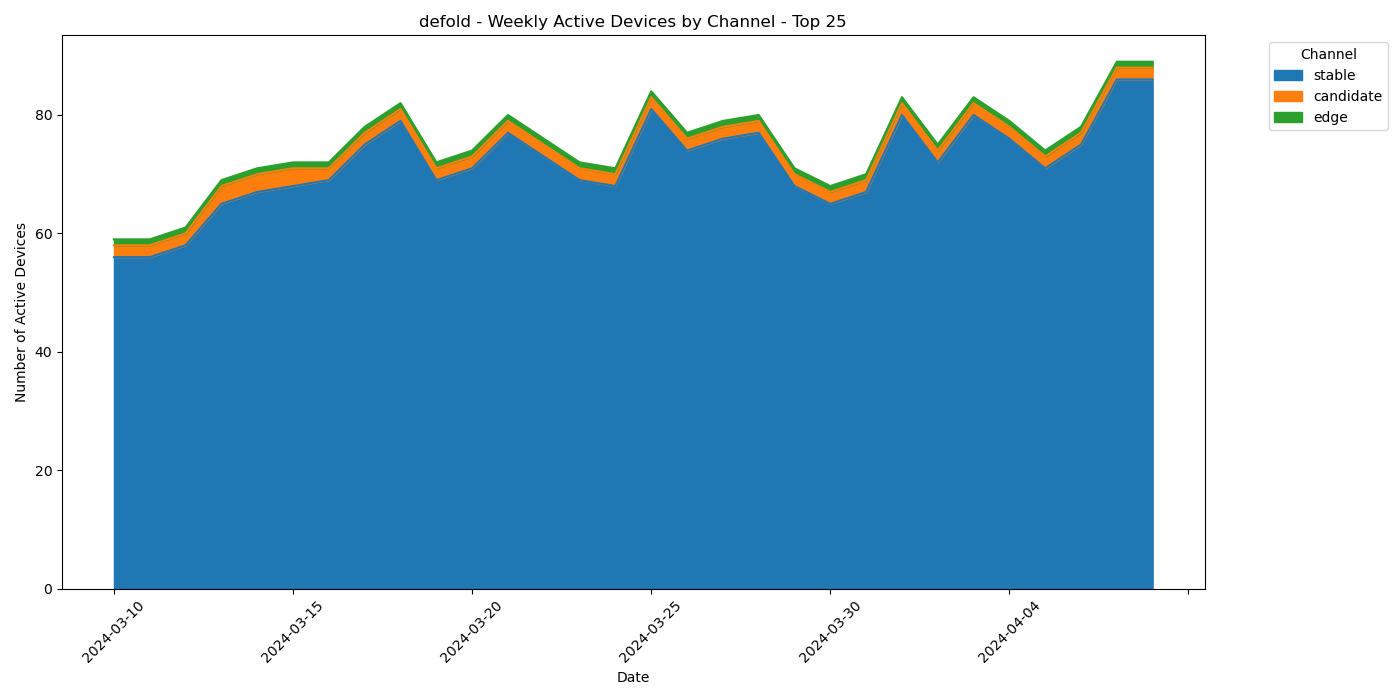 defold - Weekly Active Devices by Channel - Top 25
Number of Active Devices
80
60
40
20
0
2024-03-10
2024-03-15
2024-03-20
2024-03-25
2024-03-30
2024-04-04
Date
Channel
stable
candidate
edge